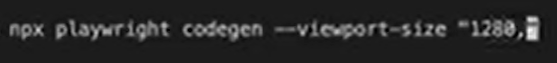 npx playwright codegen --viewport-size "1280,"